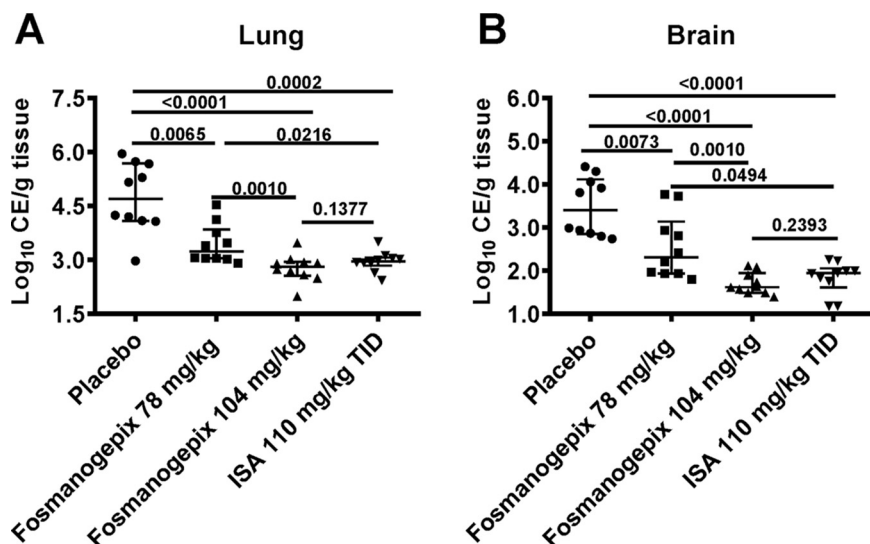 A
Lung
Log10 CE/g tissue
7.5
6.0
4.5
3.0
1.5
0.0002
<0.0001
0.0065
0.0216
0.0010
0.1377
Placebo
Fosmanogepix 78 mg/kg
Fosmanogepix 104 mg/kg
ISA 110 mg/kg TID
B
Brain
Log10 CE/g tissue
6.0
5.0
4.0
3.0
2.0
1.0
<0.0001
<0.0001
0.0073
0.0010
0.0494
0.2393
Placebo
Fosmanogepix 78 mg/kg
Fosmanogepix 104 mg/kg
ISA 110 mg/kg TID